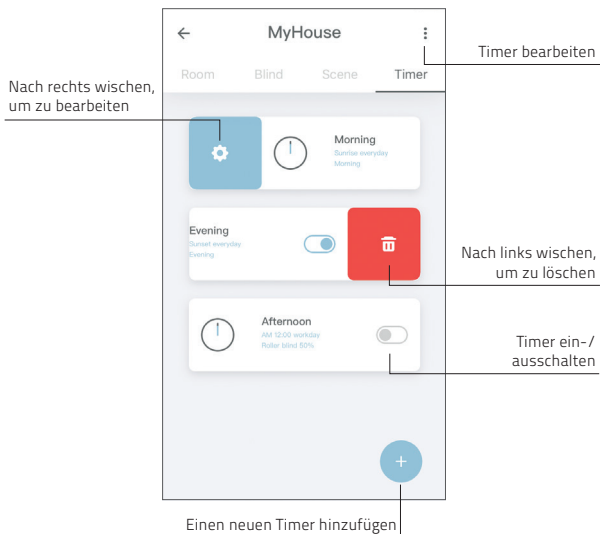 MyHouse
Timer bearbeiten
Room Blind Scene Timer
Nach rechts wischen,
um zu bearbeiten
Morning
Sunrise everyday
Morning
Evening
Sunset everyday
Evening
Nach links wischen,
um zu löschen
Afternoon
AM 12:00 workday
Roller blind 50%
Timer ein-/
ausschalten
+
Einen neuen Timer hinzufügen